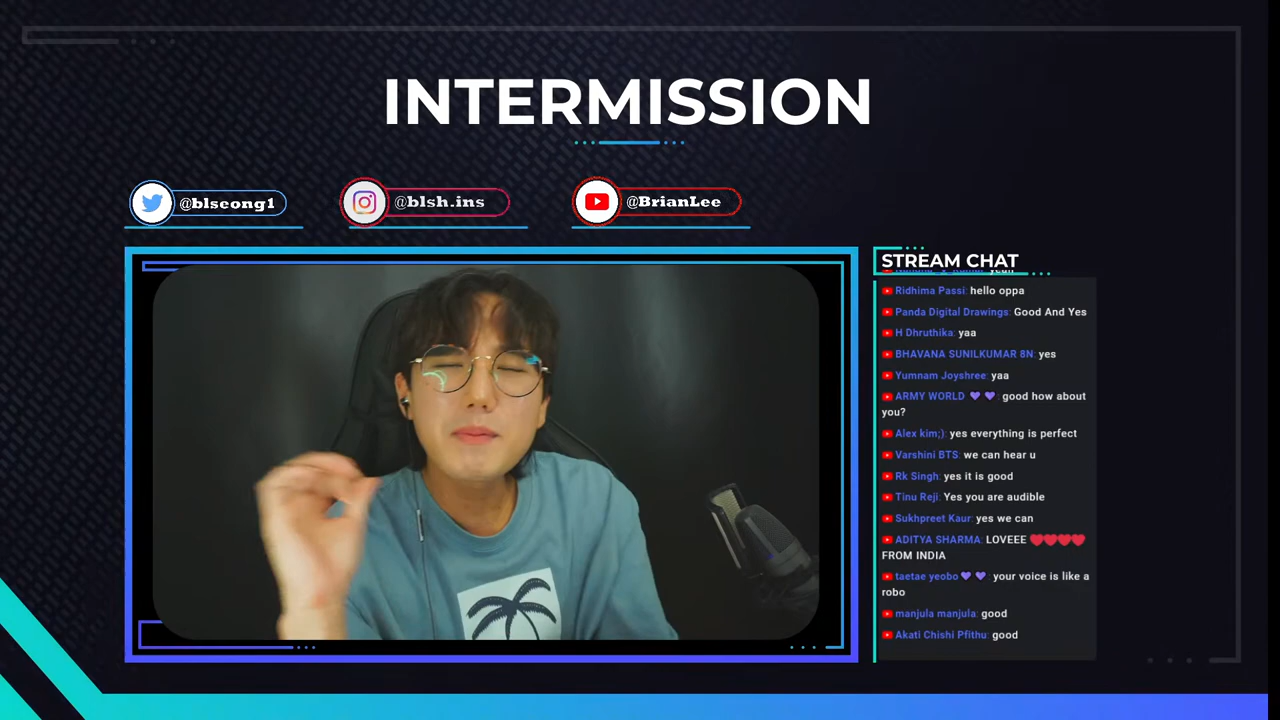 INTERMISSION
@blseong1
@blsh.ins
@BrianLee
STREAM CHAT
Ridhima Passi: hello oppa
Panda Digital Drawings: Good And Yes
H Dhruthika: yaa
BHAVANA SUNILKUMAR 8N: yes
Yumnam Joyshree: yaa
ARMY WORLD 💜 💜: good how about
you?
Alex kim;): yes everything is perfect
Varshini BTS: we can hear u
Rk Singh: yes it is good
Tinu Reji: Yes you are audible
Sukhpreet Kaur: yes we can
ADITYA SHARMA: LOVEEE ❤️❤️❤️❤️
FROM INDIA
taetae yeobo💜 💜: your voice is like a
robo
manjula manjula: good
Akati Chishi Pfithu: good